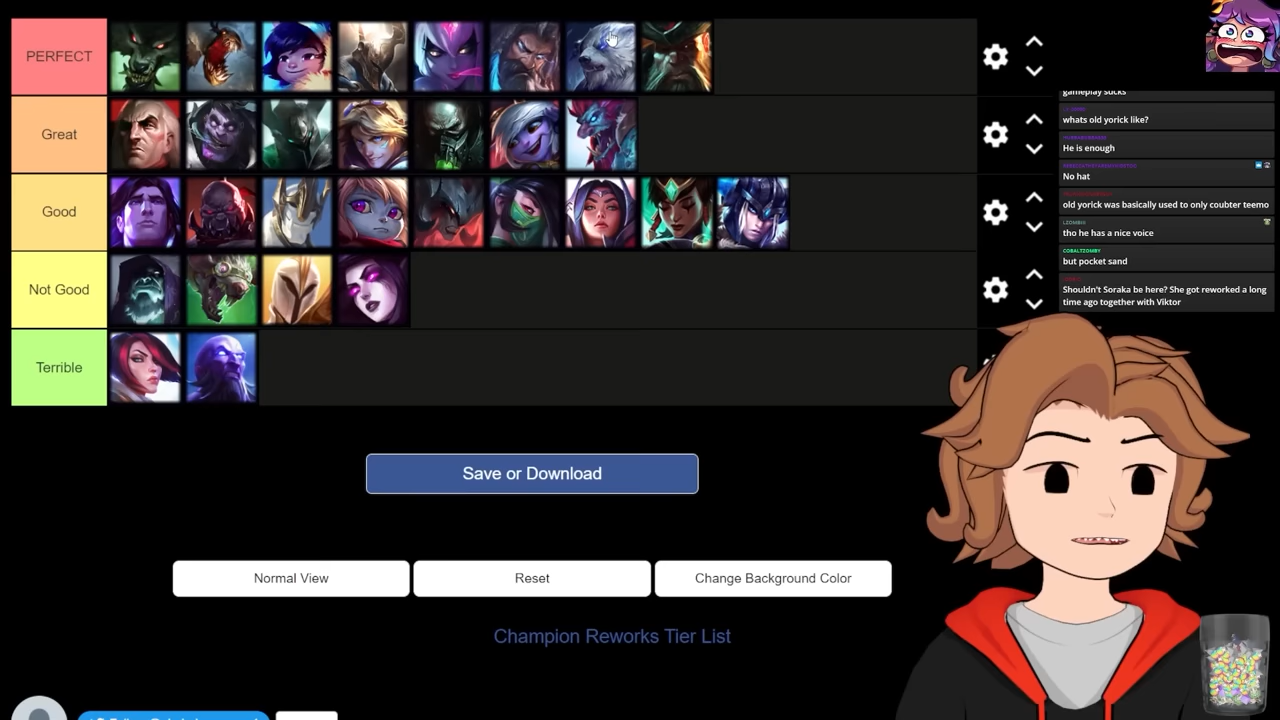 PERFECT
Great
Good
Not Good
Terrible
gameplay sucks
whats old yorick like?
He is enough
No hat
old yorick was basically used to only coubter teemo
tho he has a nice voice
COBALTZOMBY
but pocket sand
Shouldn't Soraka be here? She got reworked a long
time ago together with Viktor
Save or Download
Normal View
Reset
Change Background Color
Champion Reworks Tier List